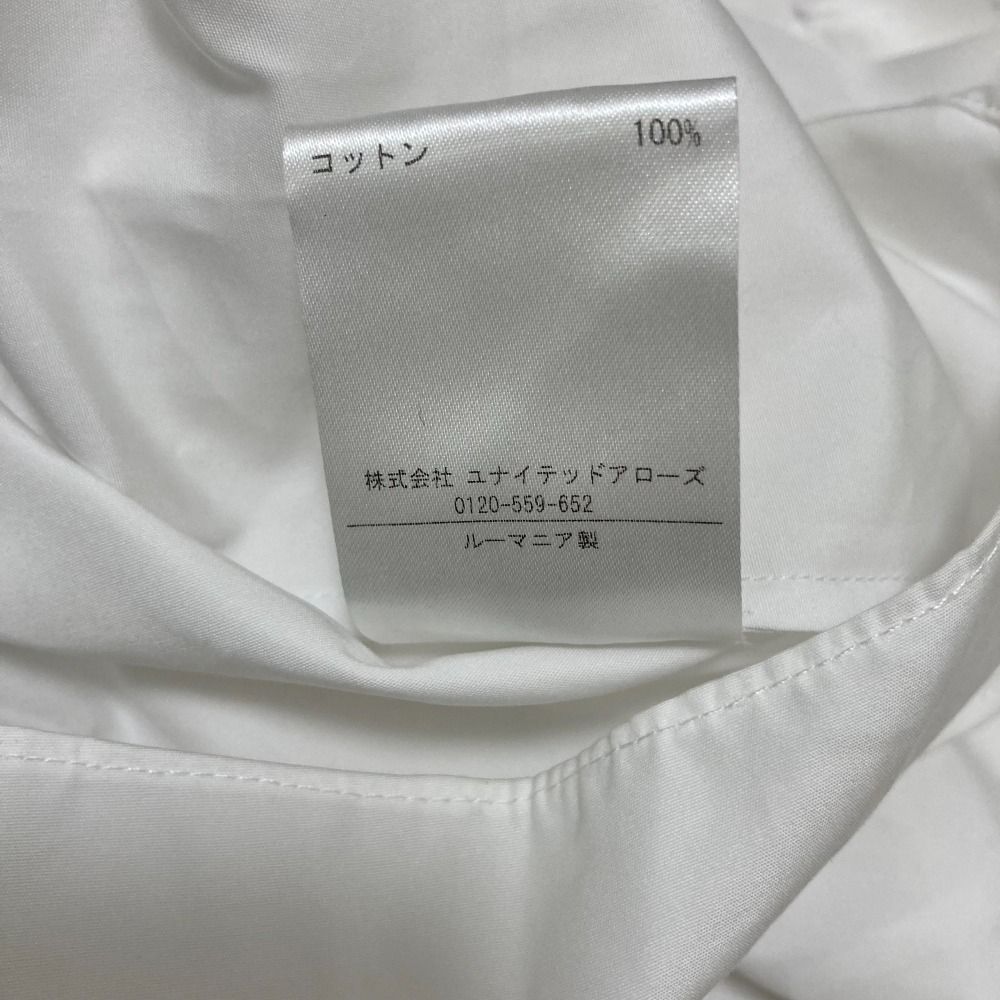 コットン 100%
株式会社 ユナイテッドアローズ
0120-559-652
ルーマニア製